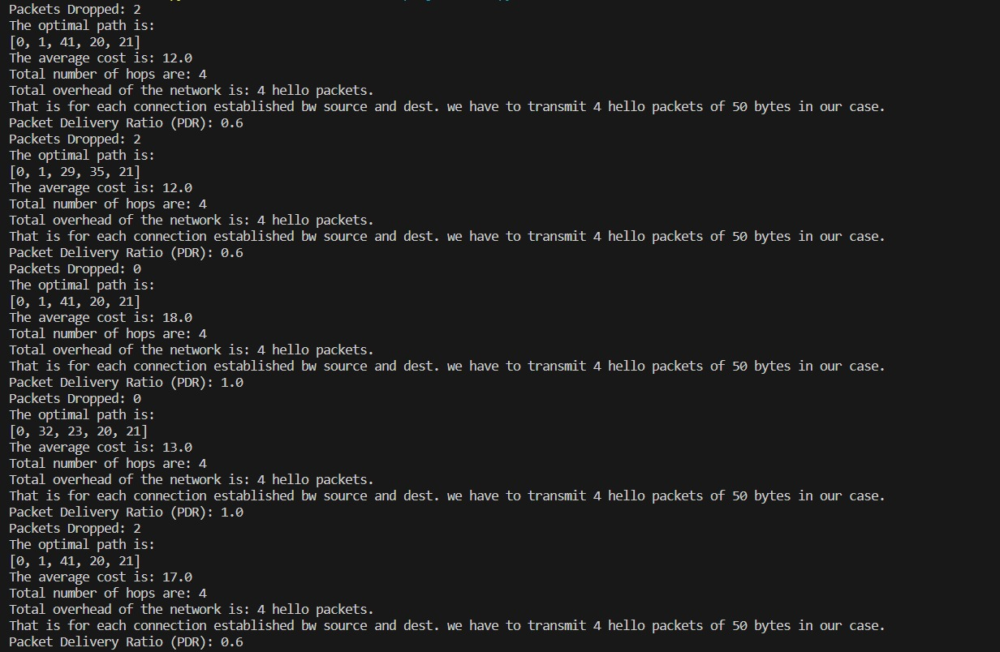 Packets Dropped: 2
The optimal path is:
[0, 1, 41, 20, 21]
The average cost is: 12.0
Total number of hops are: 4
Total overhead of the network is: 4 hello packets.
That is for each connection established bw source and dest. we have to transmit 4 hello packets of 50 bytes in our case.
Packet Delivery Ratio (PDR): 0.6
Packets Dropped: 2
The optimal path is:
[0, 1, 29, 35, 21]
The average cost is: 12.0
Total number of hops are: 4
Total overhead of the network is: 4 hello packets.
That is for each connection established bw source and dest. we have to transmit 4 hello packets of 50 bytes in our case.
Packet Delivery Ratio (PDR): 0.6
Packets Dropped: 0
The optimal path is:
[0, 1, 41, 20, 21]
The average cost is: 18.0
Total number of hops are: 4
Total overhead of the network is: 4 hello packets.
That is for each connection established bw source and dest. we have to transmit 4 hello packets of 50 bytes in our case.
Packet Delivery Ratio (PDR): 1.0
Packets Dropped: 0
The optimal path is:
[0, 32, 23, 20, 21]
The average cost is: 13.0
Total number of hops are: 4
Total overhead of the network is: 4 hello packets.
That is for each connection established bw source and dest. we have to transmit 4 hello packets of 50 bytes in our case.
Packet Delivery Ratio (PDR): 1.0
Packets Dropped: 2
The optimal path is:
[0, 1, 41, 20, 21]
The average cost is: 17.0
Total number of hops are: 4
Total overhead of the network is: 4 hello packets.
That is for each connection established bw source and dest. we have to transmit 4 hello packets of 50 bytes in our case.
Packet Delivery Ratio (PDR): 0.6